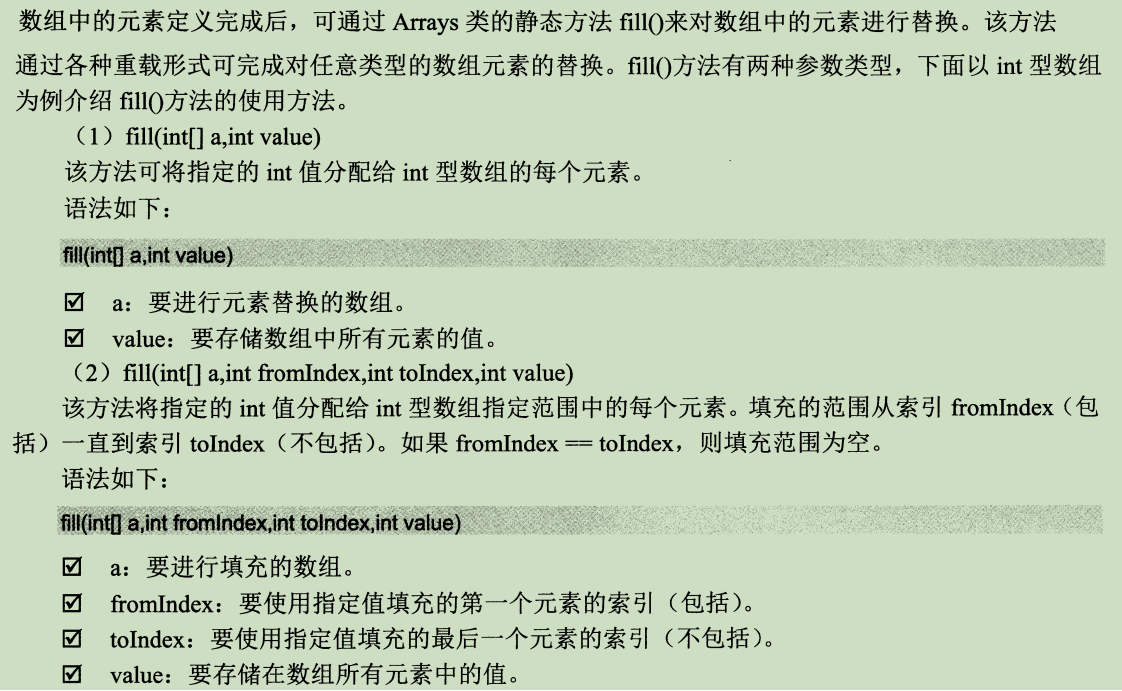 数组中的元素定义完成后，可通过 Arrays 类的静态方法 fill()来对数组中的元素进行替换。该方法
通过各种重载形式可完成对任意类型的数组元素的替换。fill()方法有两种参数类型，下面以 int 型数组
为例介绍 fill()方法的使用方法。
（1）fill(int[] a,int value)
该方法可将指定的 int 值分配给 int 型数组的每个元素。
语法如下：
fill(int[] a,int value)
☑ a：要进行元素替换的数组。
☑ value：要存储数组中所有元素的值。
（2）fill(int[] a,int fromIndex,int toIndex,int value)
该方法将指定的 int 值分配给 int 型数组指定范围中的每个元素。填充的范围从索引 fromIndex（包
括）一直到索引 toIndex（不包括）。如果 fromIndex == toIndex，则填充范围为空。
语法如下：
fill(int[] a,int fromIndex,int toIndex,int value)
☑ a：要进行填充的数组。
☑ fromIndex：要使用指定值填充的第一个元素的索引（包括）。
☑ toIndex：要使用指定值填充的最后一个元素的索引（不包括）。
☑ value：要存储在数组所有元素中的值。